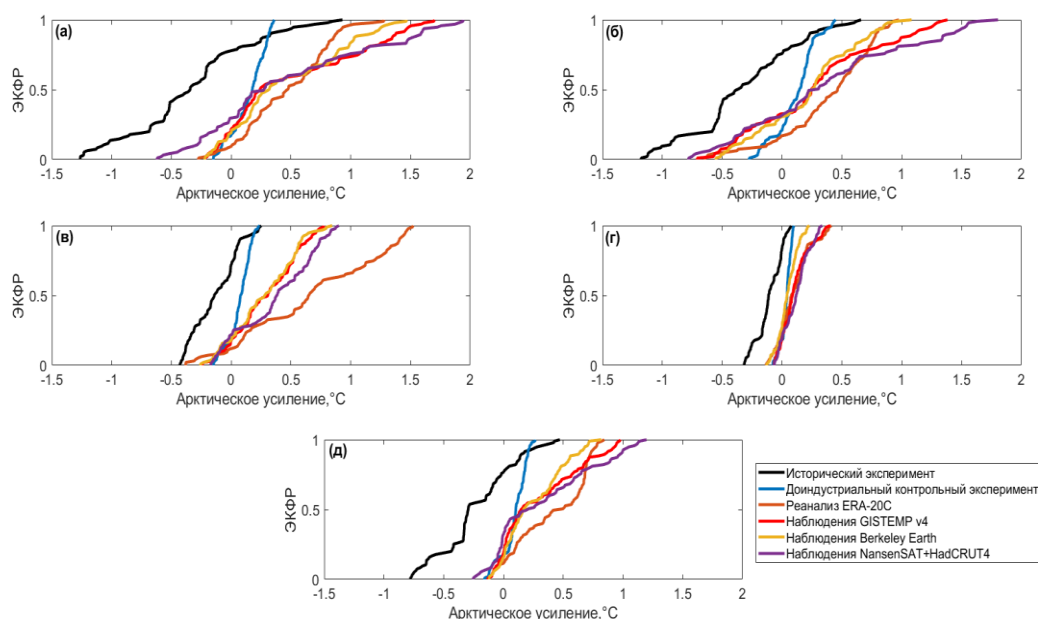 (а)
ЭКФР
1
0.5
0
-1.5 -1 -0.5 0 0.5 1 1.5 2
Арктическое усиление,°C
(б)
ЭКФР
1
0.5
0
-1.5 -1 -0.5 0 0.5 1 1.5 2
Арктическое усиление,°C
(в)
ЭКФР
1
0.5
0
-1.5 -1 -0.5 0 0.5 1 1.5 2
Арктическое усиление,°C
(г)
ЭКФР
1
0.5
0
-1.5 -1 -0.5 0 0.5 1 1.5 2
Арктическое усиление,°C
(д)
ЭКФР
1
0.5
0
-1.5 -1 -0.5 0 0.5 1 1.5 2
Арктическое усиление,°C
Исторический эксперимент
Доиндустриальный контрольный эксперимент
Реанализ ERA-20C
Наблюдения GISTEMP v4
Наблюдения Berkeley Earth
Наблюдения NansenSAT+HadCRUT4